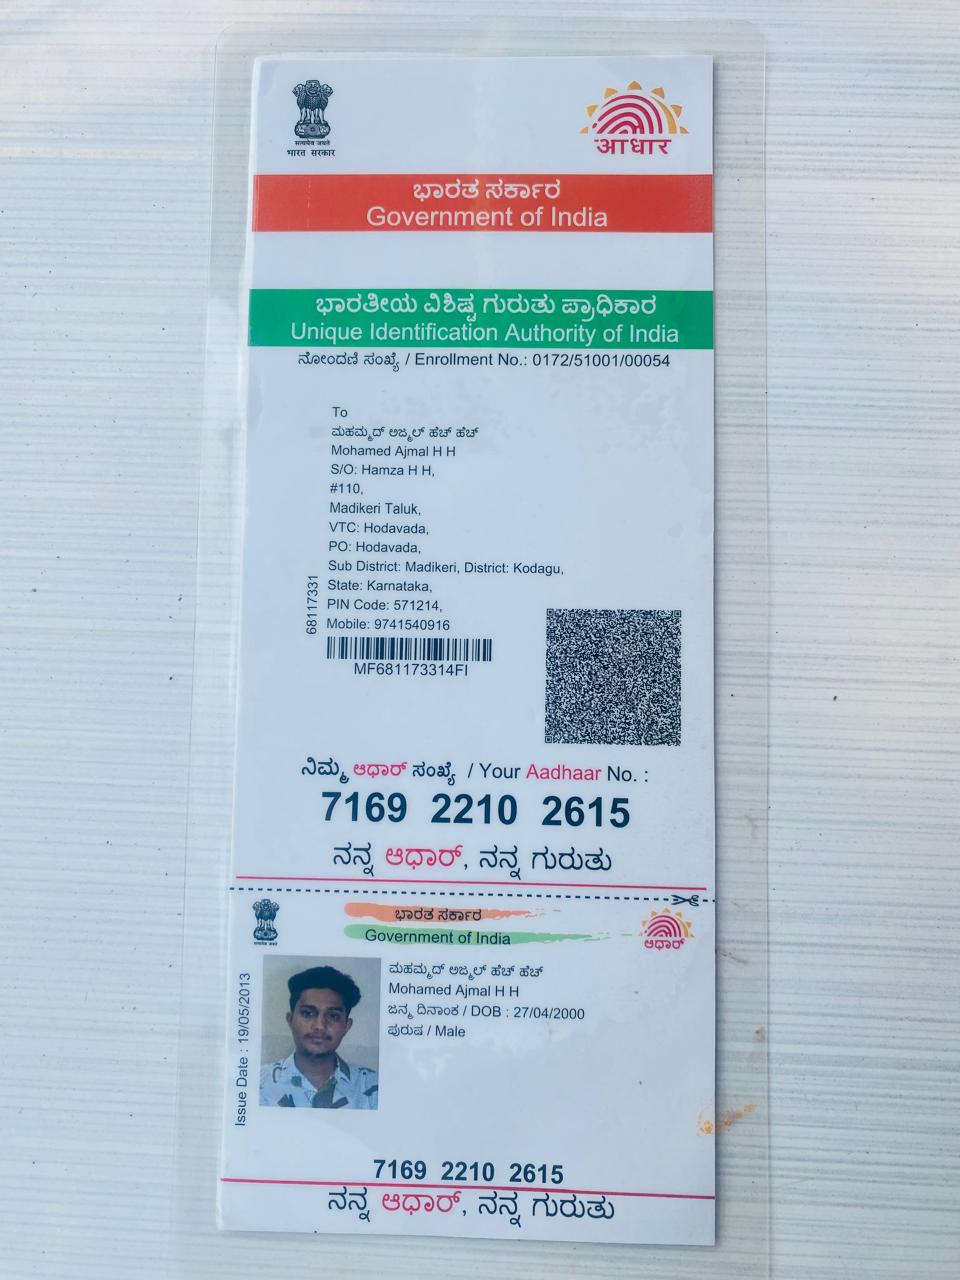 सत्यमेव जयते
भारत सरकार
आधार
ಭಾರತ ಸರ್ಕಾರ
Government of India
ಭಾರತೀಯ ವಿಶಿಷ್ಟ ಗುರುತು ಪ್ರಾಧಿಕಾರ
Unique Identification Authority of India
ನೋಂದಣಿ ಸಂಖ್ಯೆ / Enrollment No.: 0172/51001/00054
To
ಮಹಮ್ಮದ್ ಅಜ್ಮಲ್ ಹೆಚ್ ಹೆಚ್
Mohamed Ajmal H H
S/O: Hamza H H,
#110,
Madikeri Taluk,
VTC: Hodavada,
PO: Hodavada,
Sub District: Madikeri, District: Kodagu,
State: Karnataka,
PIN Code: 571214,
Mobile: 9741540916
68117331
MF681173314FI
ನಿಮ್ಮ ಆಧಾರ್ ಸಂಖ್ಯೆ / Your Aadhaar No. :
7169 2210 2615
ನನ್ನ ಆಧಾರ್, ನನ್ನ ಗುರುತು
ಭಾರತ ಸರ್ಕಾರ
Government of India
सत्यमेव जयते
ಆಧಾರ್
Issue Date : 19/05/2013
ಮಹಮ್ಮದ್ ಅಜ್ಮಲ್ ಹೆಚ್ ಹೆಚ್
Mohamed Ajmal H H
ಜನ್ಮ ದಿನಾಂಕ / DOB : 27/04/2000
ಪುರುಷ / Male
7169 2210 2615
ನನ್ನ ಆಧಾರ್, ನನ್ನ ಗುರುತು